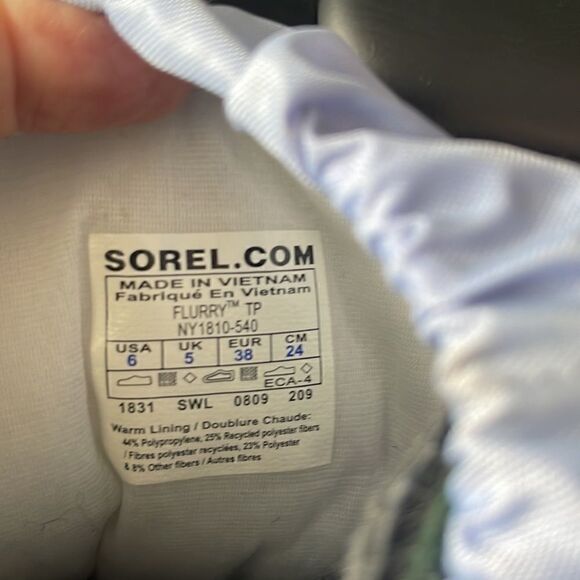 SOREL.COM
MADE IN VIETNAM
Fabriqué En Vietnam
FLURRY™ TP
NY1810-540
USA UK EUR CM
6 5 38 24
ECA-4
1831 SWL 0809 209
Warm Lining / Doublure Chaude:
44% Polypropylene, 25% Recycled polyester fibers
/ Fibres polyester recyclées, 23% Polyester
& 8% Other fibers / Autres fibres